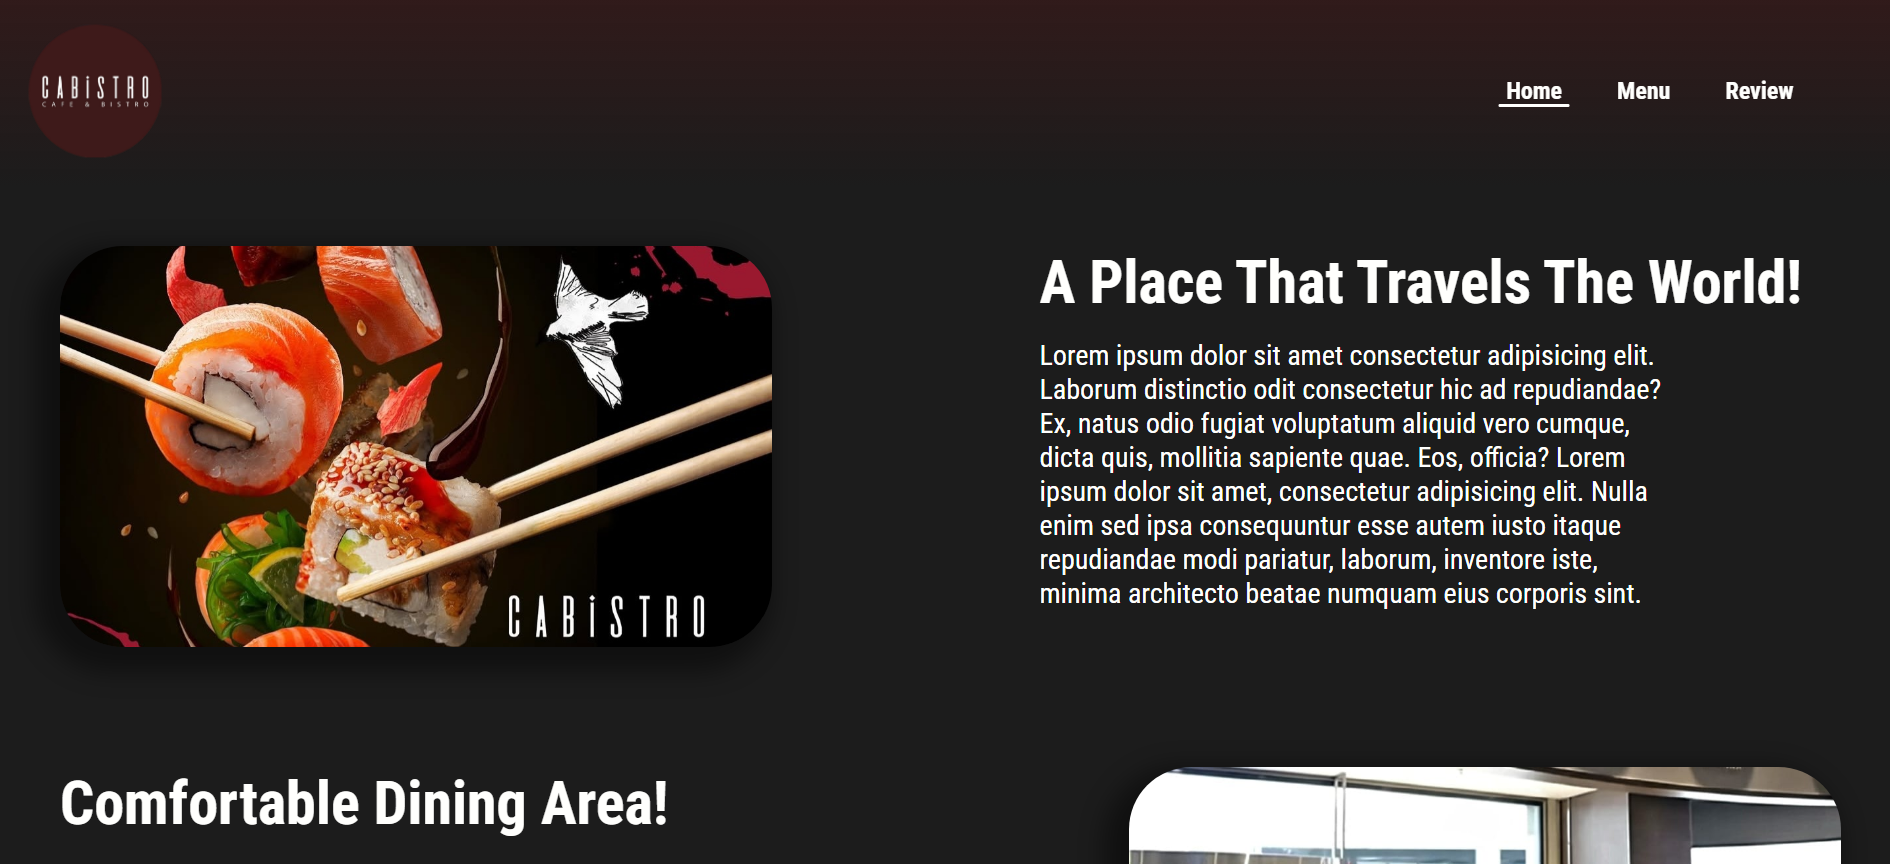 CABiSTRO
CAFE & BISTRO
Home Menu Review
A Place That Travels The World!
Lorem ipsum dolor sit amet consectetur adipisicing elit.
Laborum distinctio odit consectetur hic ad repudiandae?
Ex, natus odio fugiat voluptatum aliquid vero cumque,
dicta quis, mollitia sapiente quae. Eos, officia? Lorem
ipsum dolor sit amet, consectetur adipisicing elit. Nulla
enim sed ipsa consequuntur esse autem iusto itaque
repudiandae modi pariatur, laborum, inventore iste,
minima architecto beatae numquam eius corporis sint.
CABiSTRO
Comfortable Dining Area!